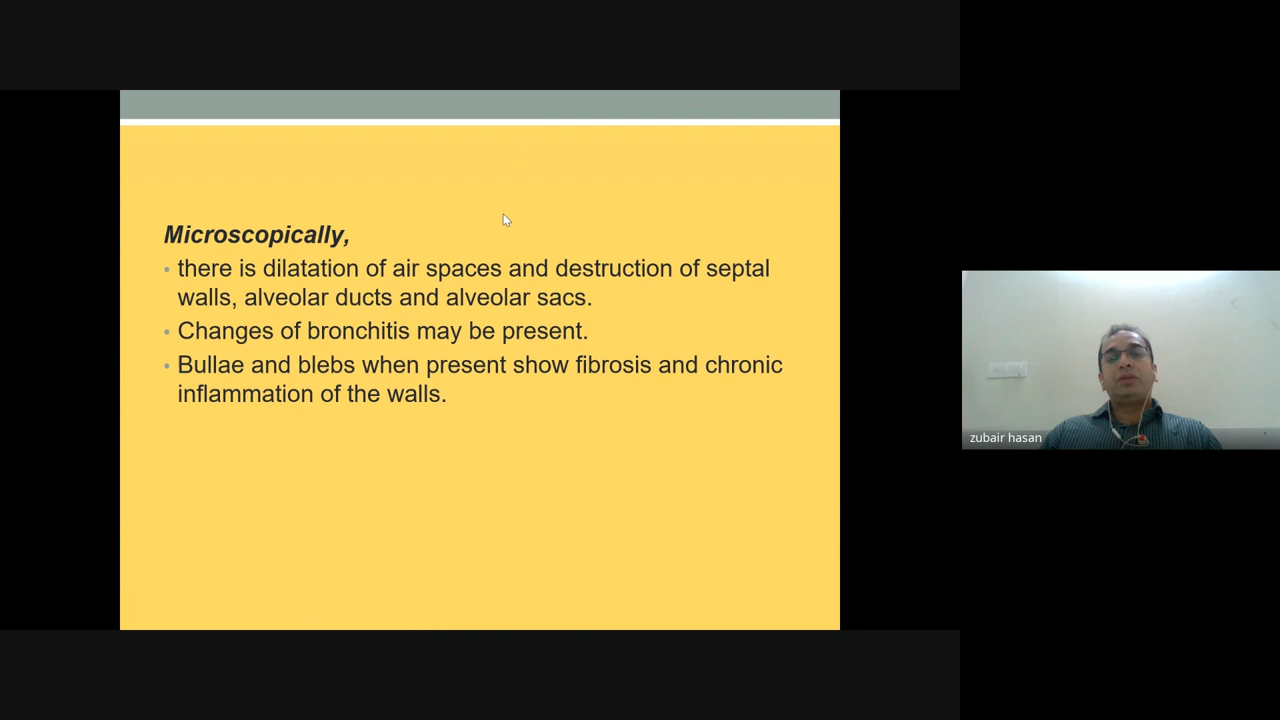 Microscopically,
• there is dilatation of air spaces and destruction of septal
walls, alveolar ducts and alveolar sacs.
• Changes of bronchitis may be present.
• Bullae and blebs when present show fibrosis and chronic
inflammation of the walls.
zubair hasan